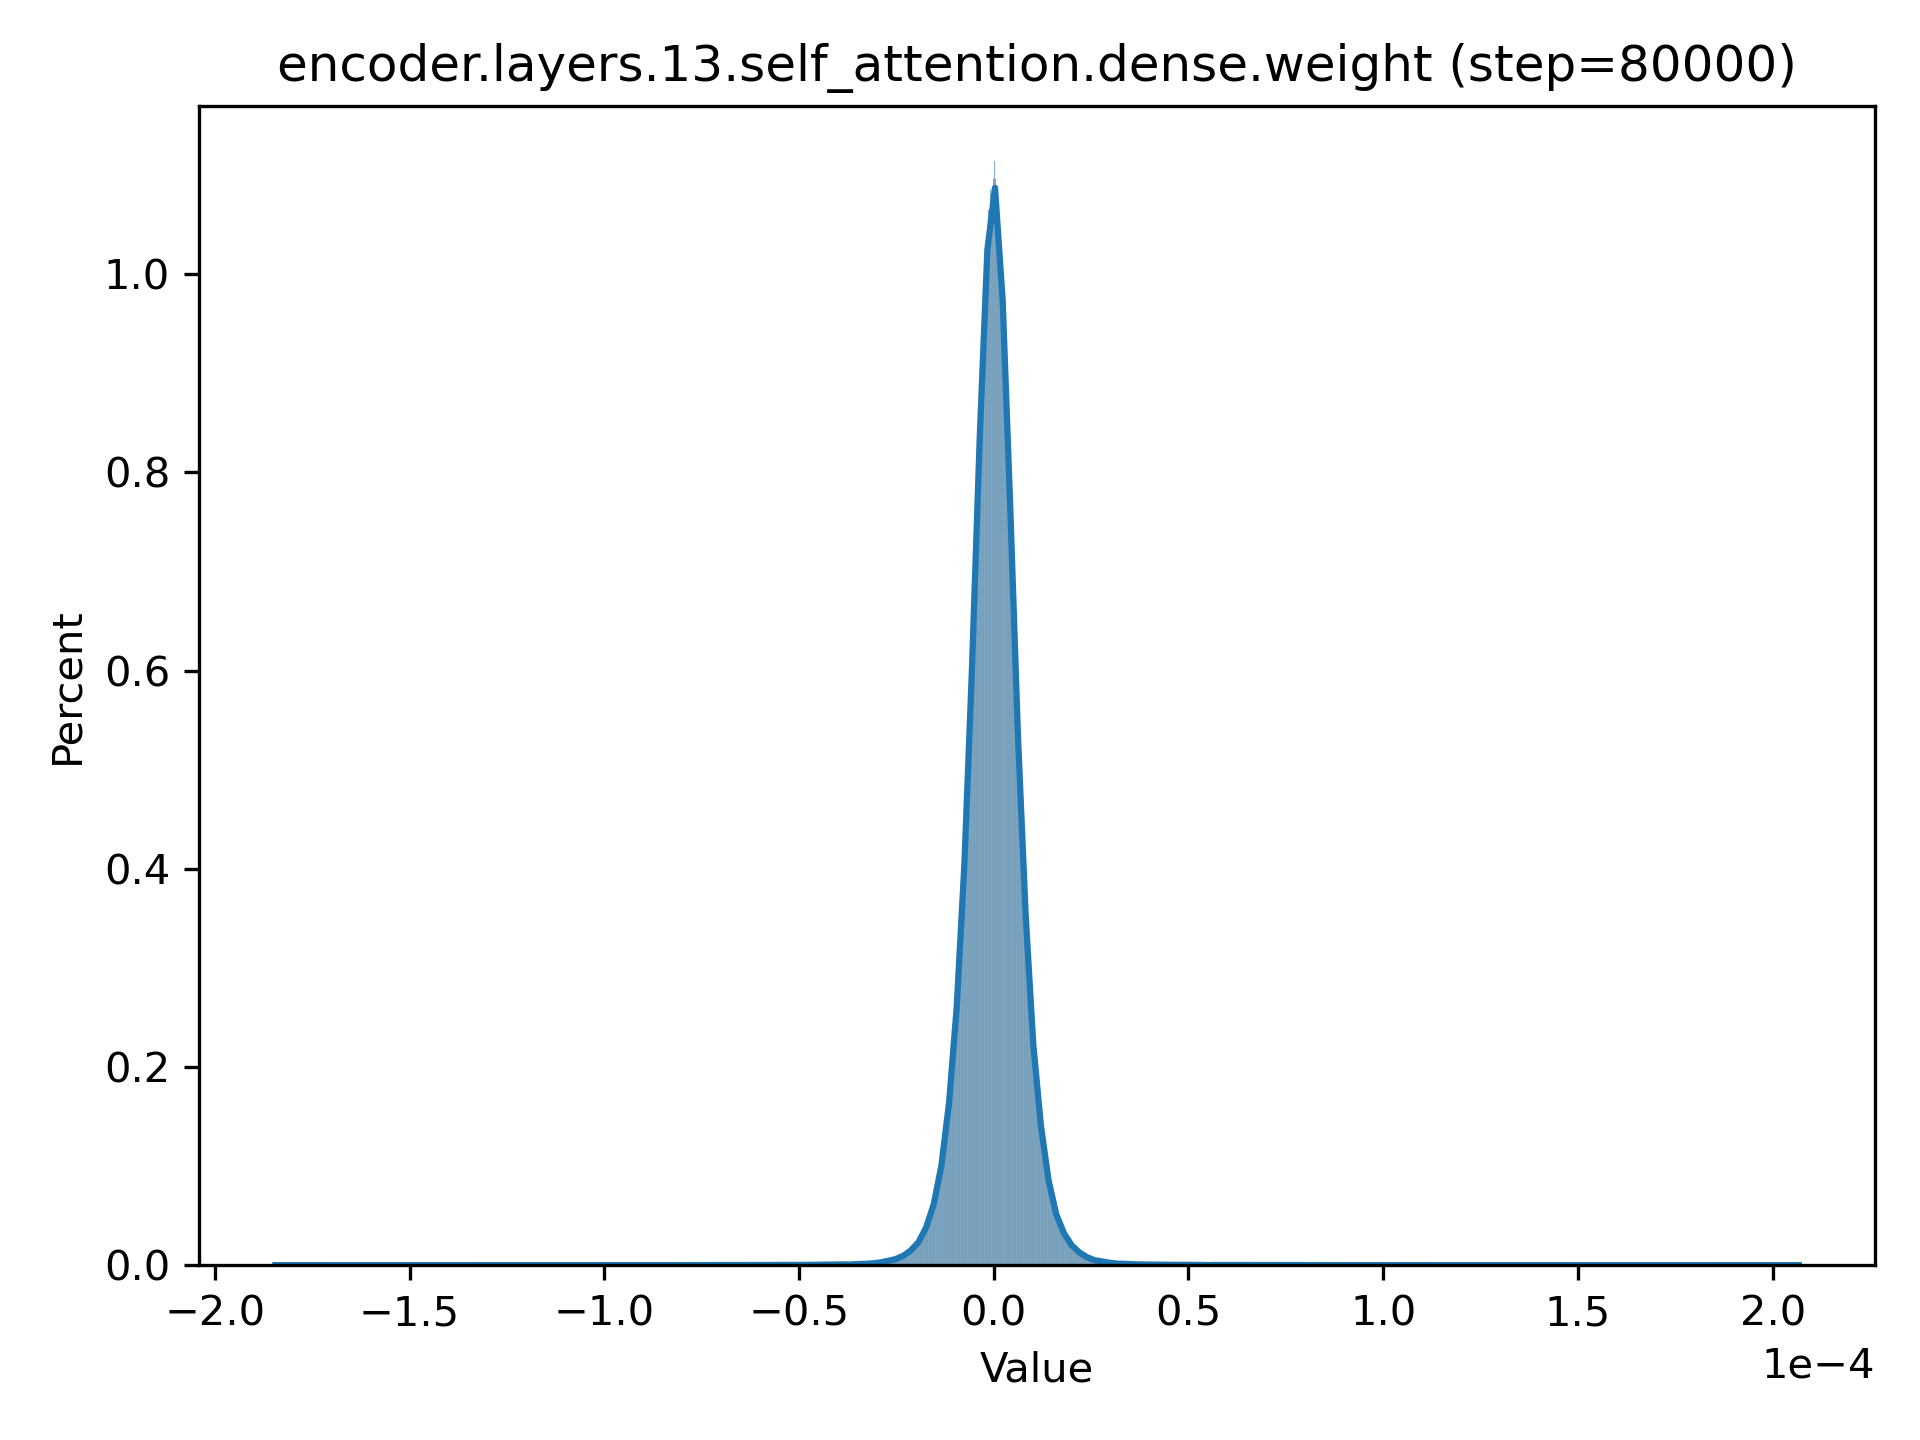 encoder.layers.13.self_attention.dense.weight (step=80000)
Percent
1.0
0.8
0.6
0.4
0.2
0.0
−2.0 −1.5 −1.0 −0.5 0.0 0.5 1.0 1.5 2.0
1e−4
Value